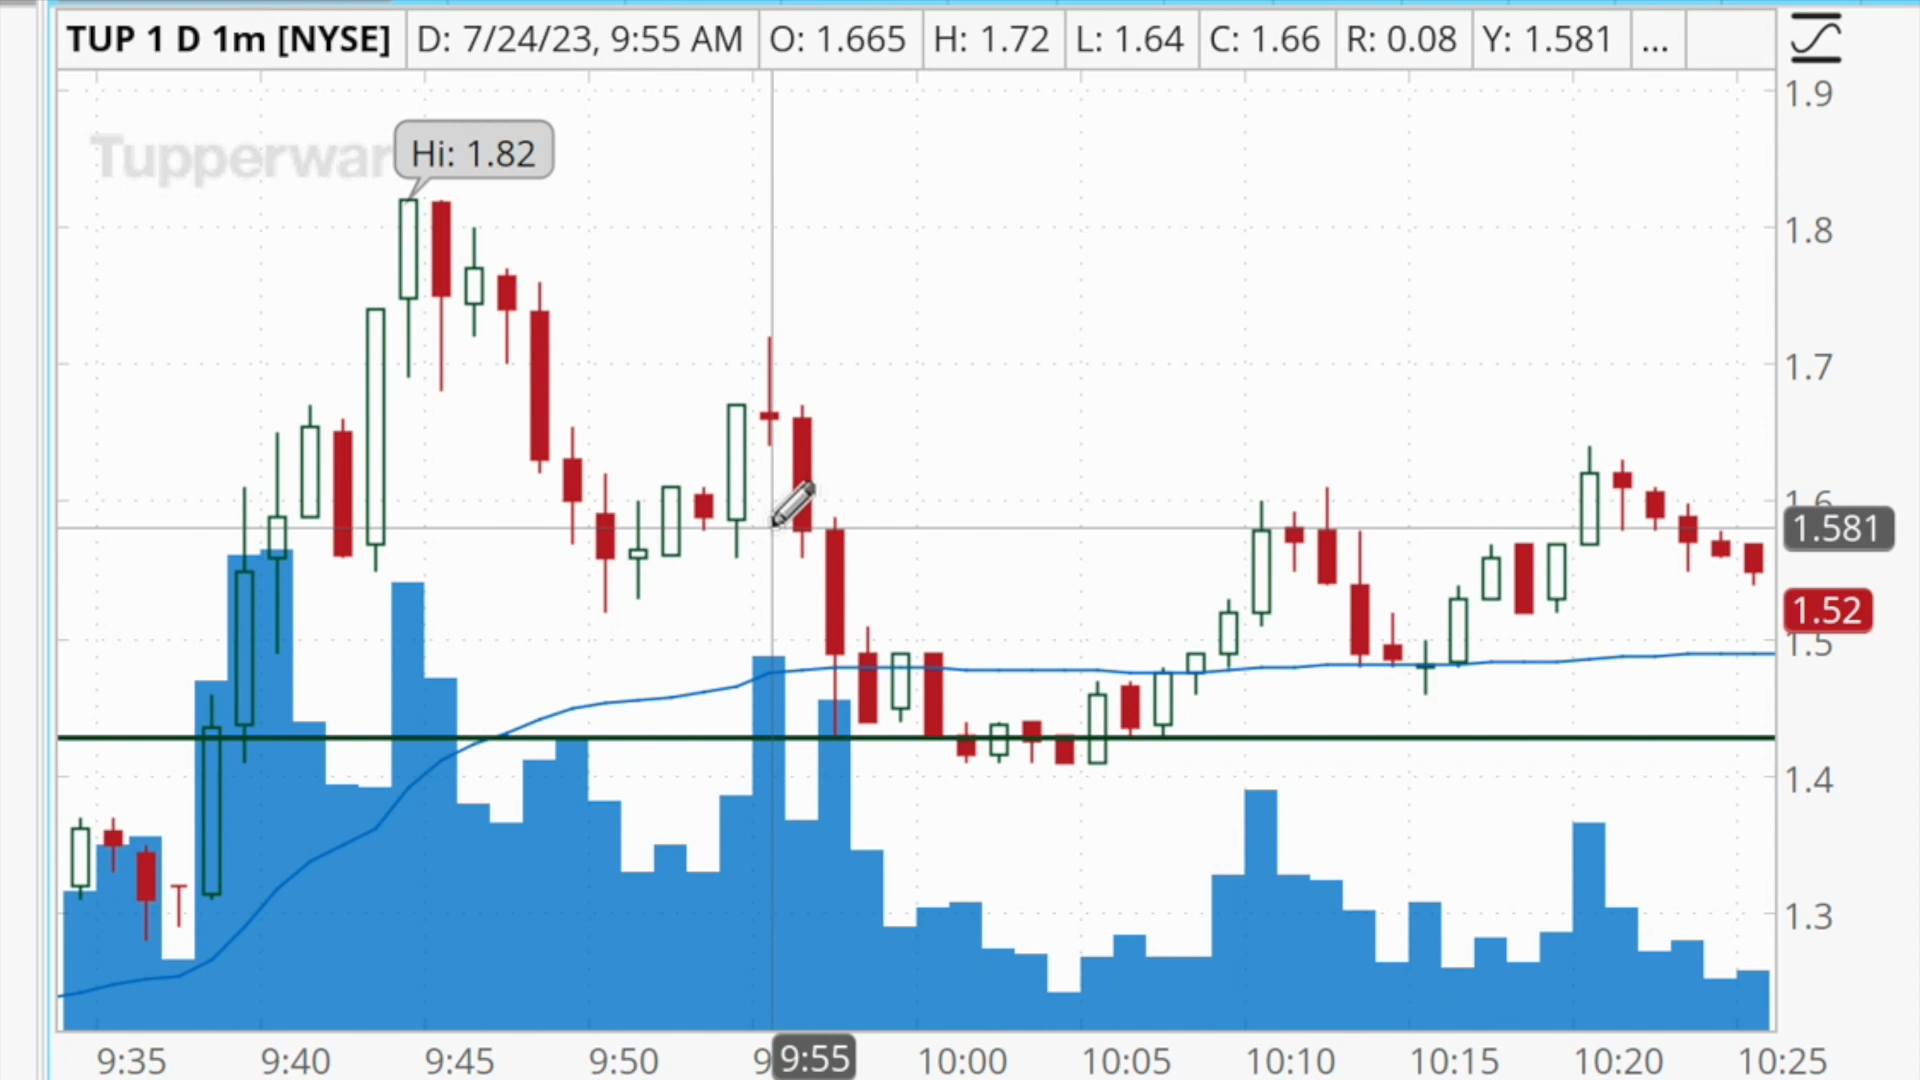 TUP 1 D 1m [NYSE] D: 7/24/23, 9:55 AM O: 1.665 H: 1.72 L: 1.64 C: 1.66 R: 0.08 Y: 1.581 ...
1.9
Tupperwar
Hi: 1.82
1.8
1.7
1.6
1.581
1.52
1.5
1.4
1.3
9:35 9:40 9:45 9:50 9:55 10:00 10:05 10:10 10:15 10:20 10:25